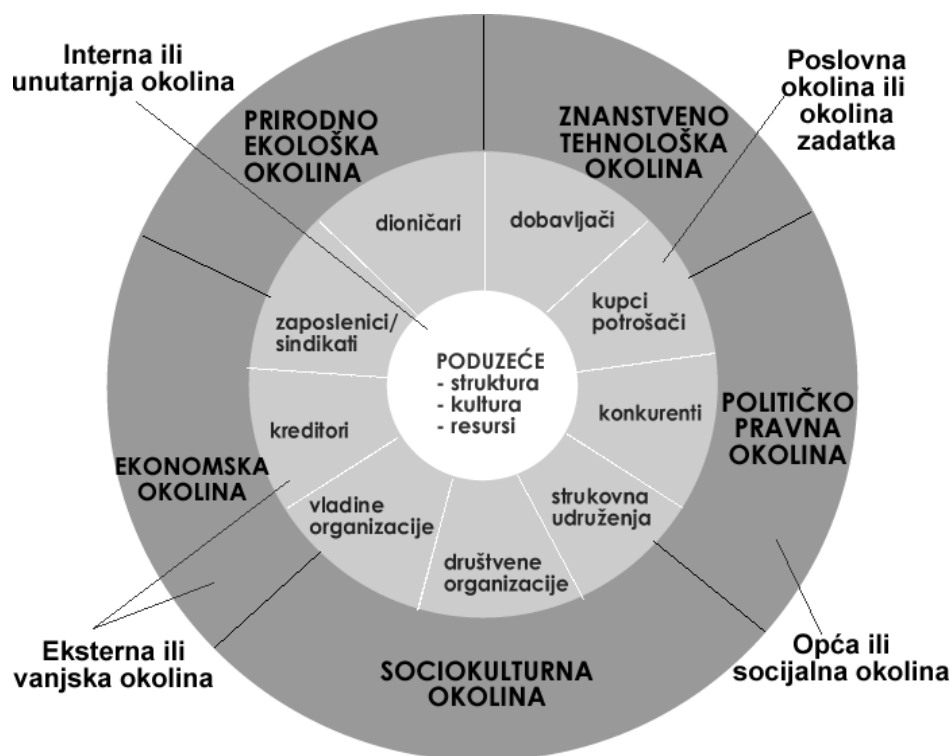 Interna ili
unutarnja okolina
Poslovna
okolina ili
okolina
zadatka
PRIRODNO
EKOLOŠKA
OKOLINA
ZNANSTVENO
TEHNOLOŠKA
OKOLINA
dioničari
dobavljači
zaposlenici/
sindikati
kupci
potrošači
PODUZEĆE
- struktura
- kultura
- resursi
kreditori
konkurenti
POLITIČKO
PRAVNA
OKOLINA
EKONOMSKA
OKOLINA
vladine
organizacije
strukovna
udruženja
društvene
organizacije
Eksterna ili
vanjska okolina
SOCIOKULTURNA
OKOLINA
Opća ili
socijalna okolina